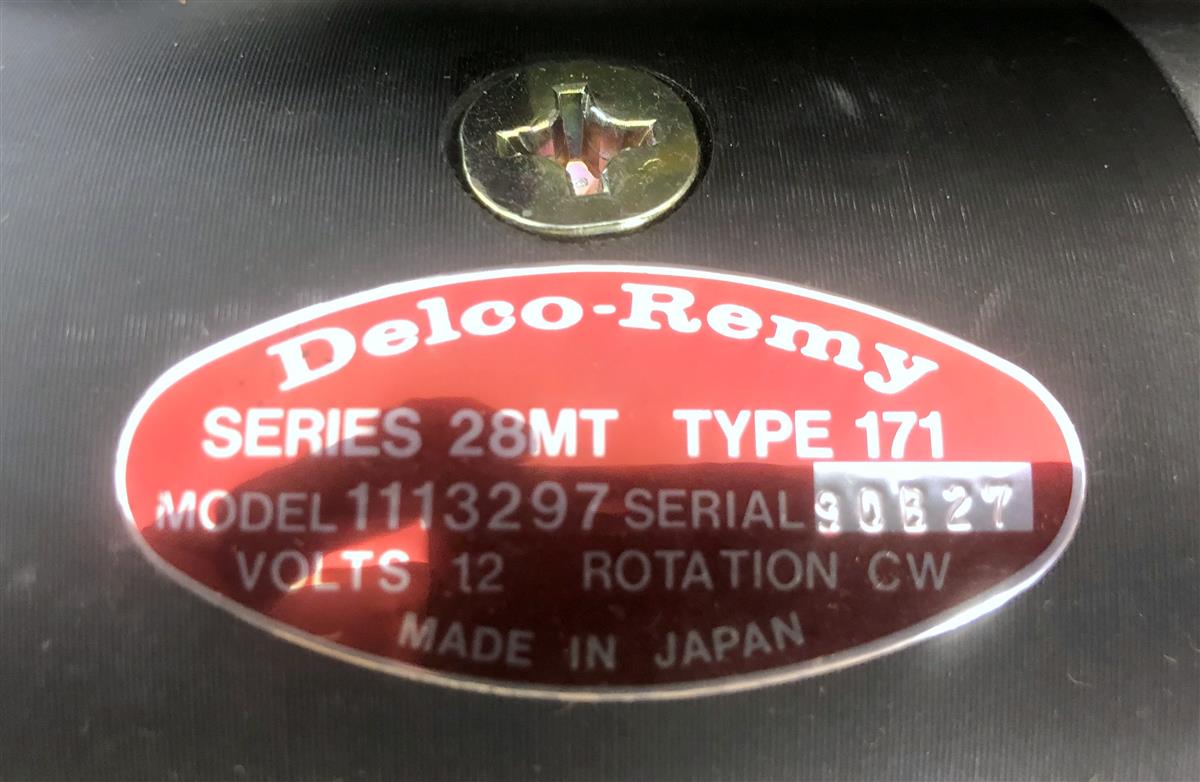 Delco-Remy
SERIES 28MT TYPE 171
MODEL 1113297 SERIAL
VOLTS 12 ROTATION CW
MADE IN JAPAN